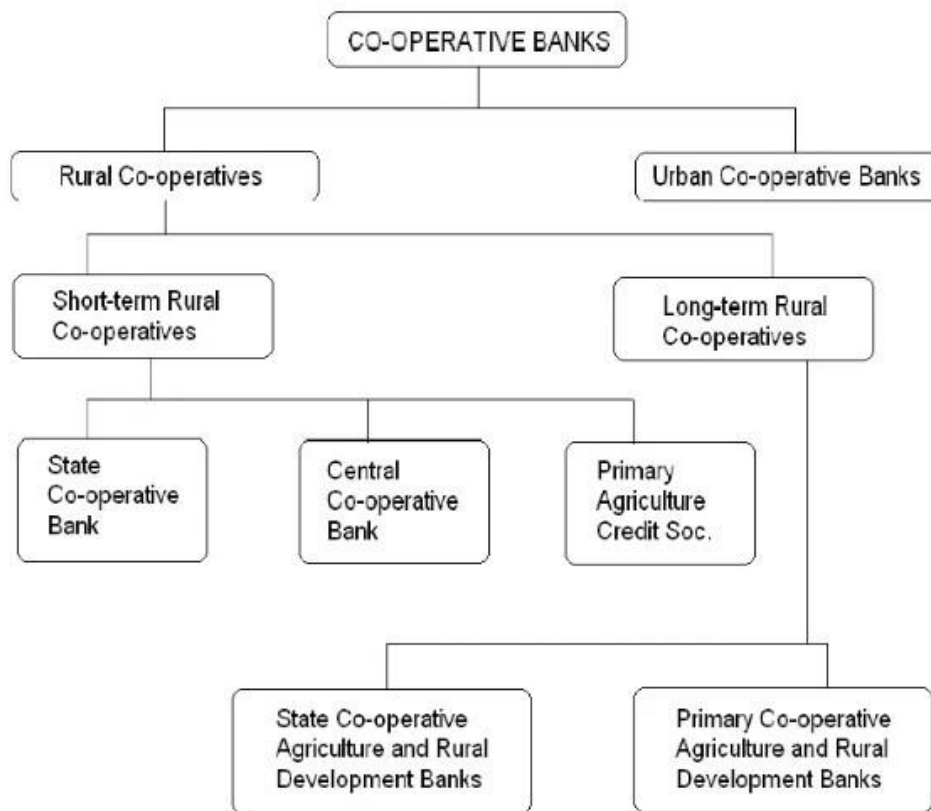 CO-OPERATIVE BANKS
Rural Co-operatives
Urban Co-operative Banks
Short-term Rural
Co-operatives
Long-term Rural
Co-operatives
State
Co-operative
Bank
Central
Co-operative
Bank
Primary
Agriculture
Credit Soc.
State Co-operative
Agriculture and Rural
Development Banks
Primary Co-operative
Agriculture and Rural
Development Banks